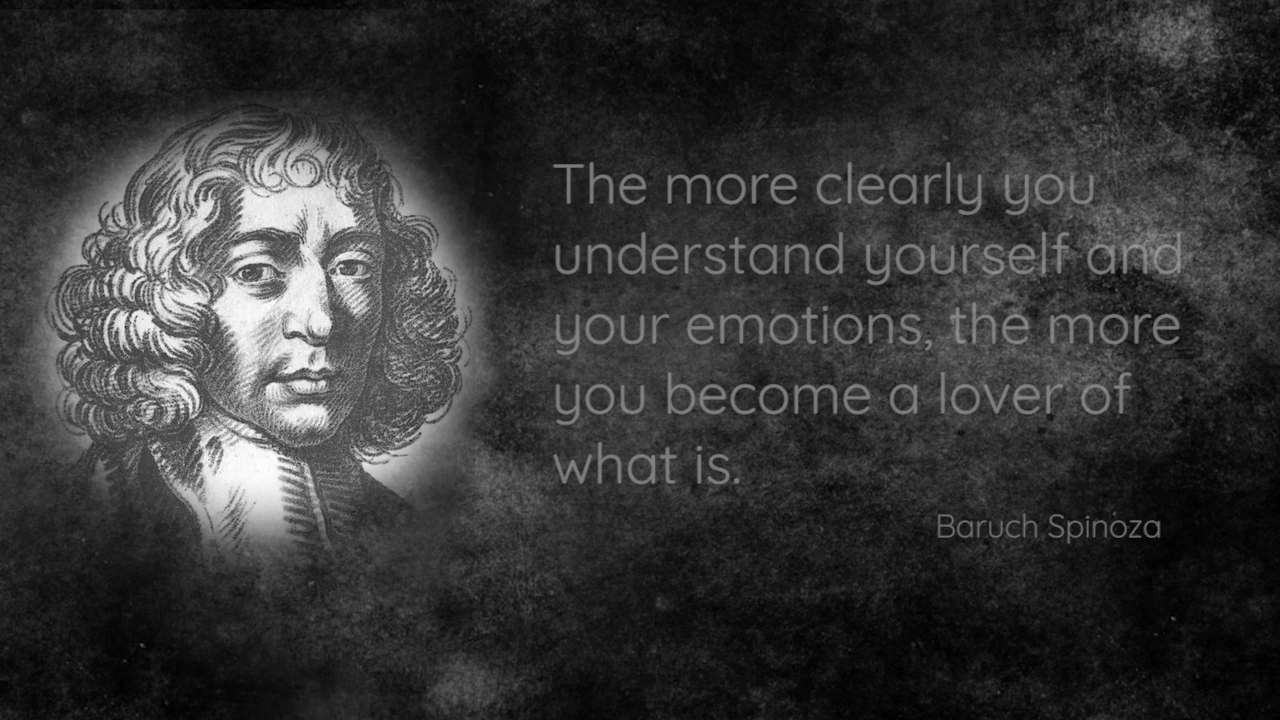 The more clearly you
understand yourself and
your emotions, the more
you become a lover of
what is.
Baruch Spinoza